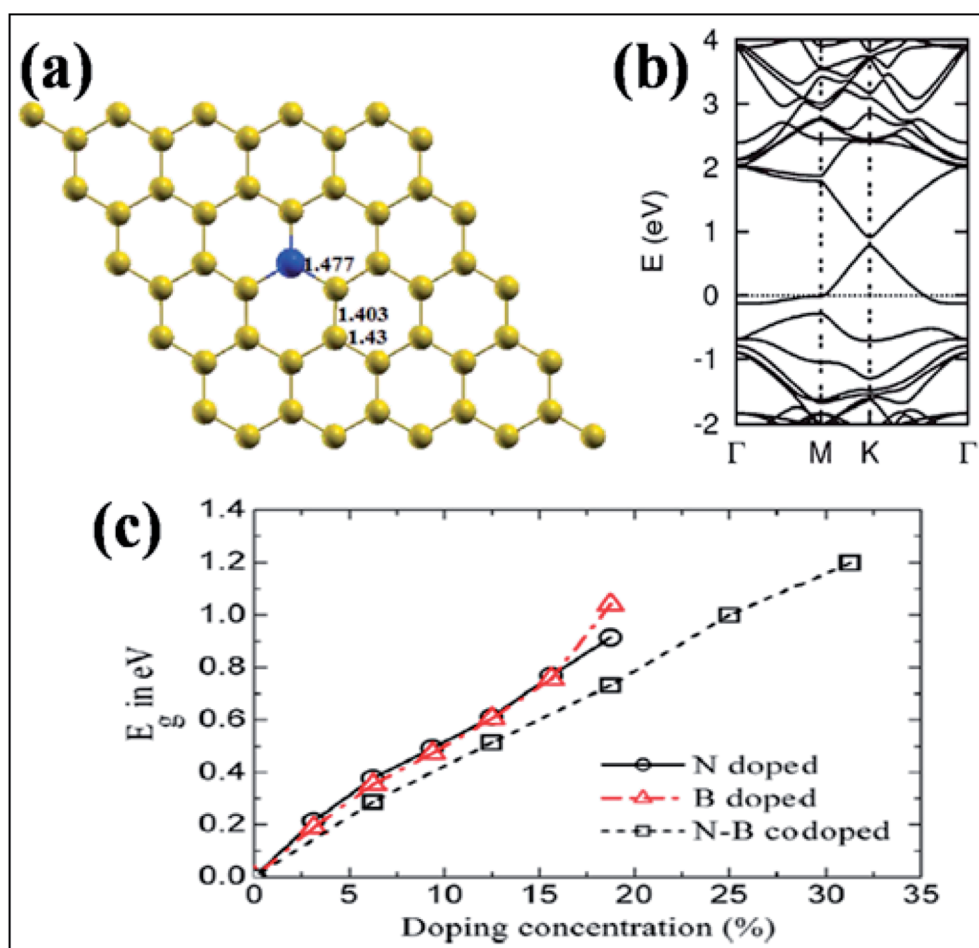 (a)
1.477
1.403
1.43
(b)
4
3
2
1
0
-1
-2
E (eV)
Γ M K Γ
(c)
1.4
1.2
1.0
0.8
0.6
0.4
0.2
0.0
E g in eV
N doped
B doped
N-B codoped
0 5 10 15 20 25 30 35
Doping concentration (%)